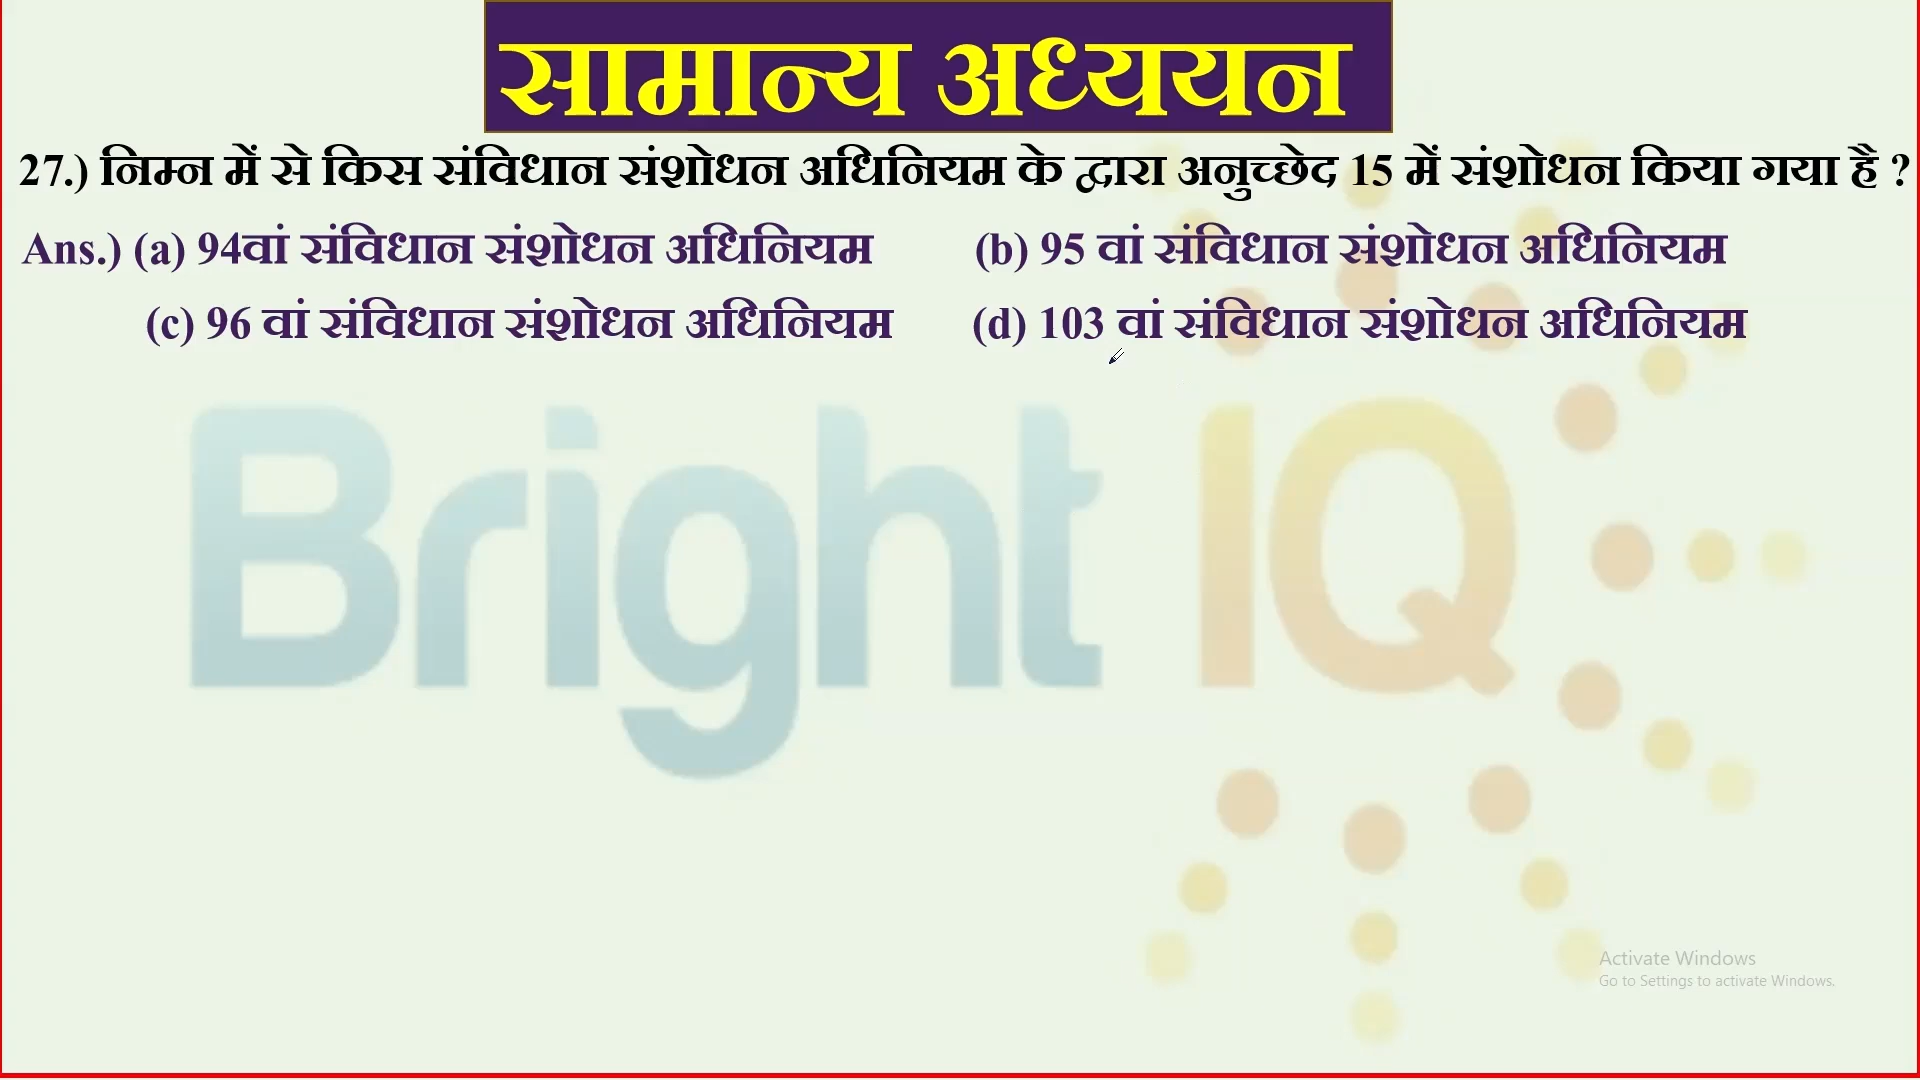 सामान्य अध्ययन
27.) निम्न में से किस संविधान संशोधन अधिनियम के द्वारा अनुच्छेद 15 में संशोधन किया गया है ?
Ans.) (a) 94वां संविधान संशोधन अधिनियम (b) 95 वां संविधान संशोधन अधिनियम
(c) 96 वां संविधान संशोधन अधिनियम (d) 103 वां संविधान संशोधन अधिनियम
Bright IQ
Activate Windows
Go to Settings to activate Windows.